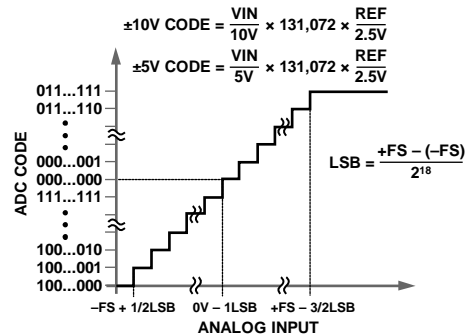 ±10V CODE = VIN/10V × 131,072 × REF/2.5V
±5V CODE = VIN/5V × 131,072 × REF/2.5V
011...111
011...110
000...001
000...000
111...111
100...010
100...001
100...000
ADC CODE
LSB = +FS – (–FS)/2¹⁸
–FS + 1/2LSB
0V – 1LSB
+FS – 3/2LSB
ANALOG INPUT